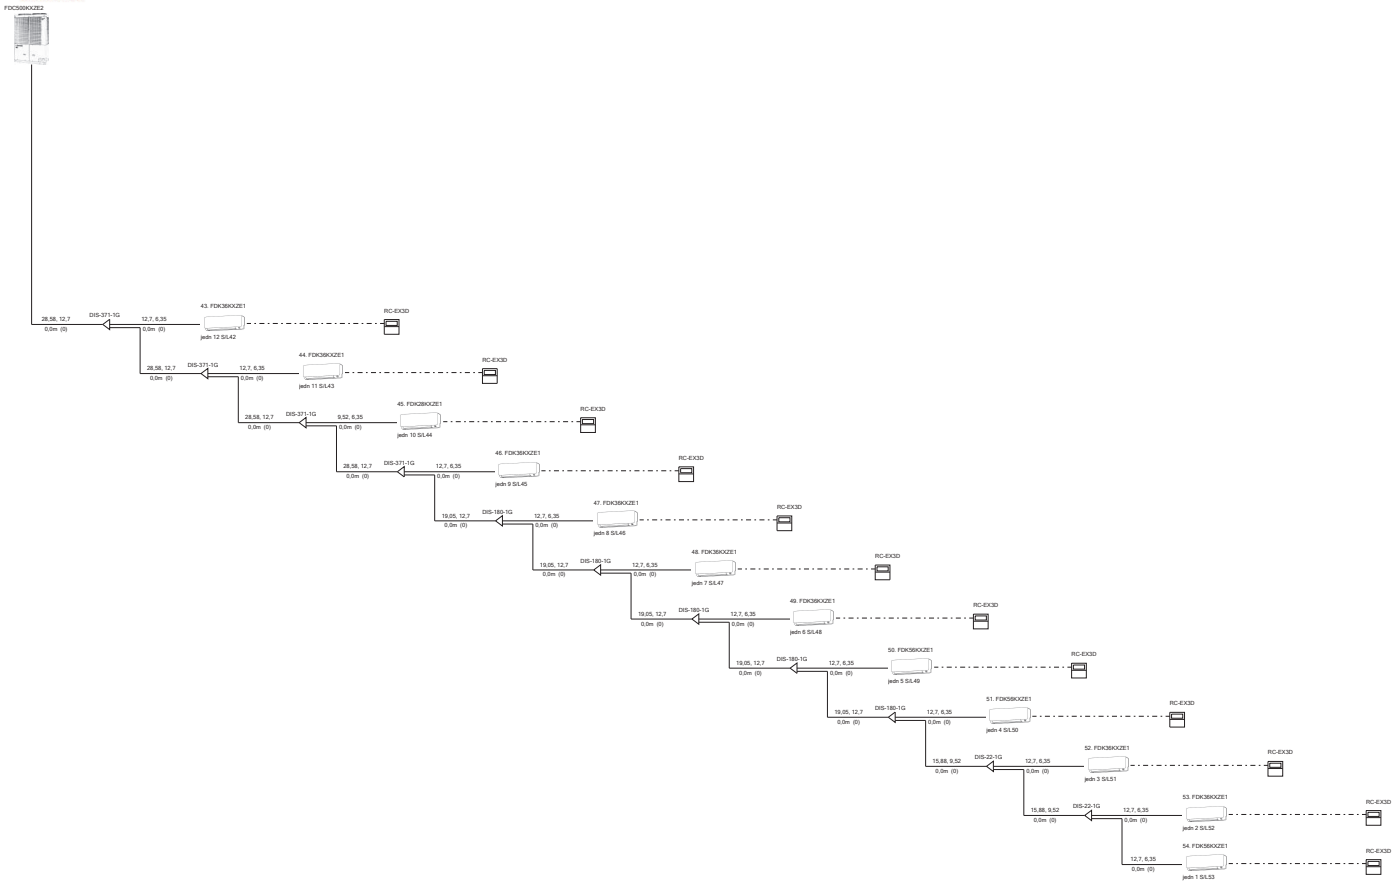 FDC500KXZE2
43. FDK36KXZE1
RC-EX3D
DIS-371-1G
28,58, 12,7
12,7, 6,35
0,0m (0)
0,0m (0)
jedn 12 S/L42
44. FDK36KXZE1
RC-EX3D
DIS-371-1G
28,58, 12,7
12,7, 6,35
0,0m (0)
0,0m (0)
jedn 11 S/L43
45. FDK28KXZE1
RC-EX3D
DIS-371-1G
28,58, 12,7
9,52, 6,35
0,0m (0)
0,0m (0)
jedn 10 S/L44
46. FDK36KXZE1
RC-EX3D
DIS-371-1G
28,58, 12,7
12,7, 6,35
0,0m (0)
0,0m (0)
jedn 9 S/L45
47. FDK36KXZE1
RC-EX3D
DIS-180-1G
19,05, 12,7
12,7, 6,35
0,0m (0)
0,0m (0)
jedn 8 S/L46
48. FDK36KXZE1
RC-EX3D
DIS-180-1G
19,05, 12,7
12,7, 6,35
0,0m (0)
0,0m (0)
jedn 7 S/L47
49. FDK36KXZE1
RC-EX3D
DIS-180-1G
19,05, 12,7
12,7, 6,35
0,0m (0)
0,0m (0)
jedn 6 S/L48
50. FDK56KXZE1
RC-EX3D
DIS-180-1G
19,05, 12,7
12,7, 6,35
0,0m (0)
0,0m (0)
jedn 5 S/L49
51. FDK56KXZE1
RC-EX3D
DIS-180-1G
19,05, 12,7
12,7, 6,35
0,0m (0)
0,0m (0)
jedn 4 S/L50
52. FDK36KXZE1
RC-EX3D
DIS-22-1G
15,88, 9,52
12,7, 6,35
0,0m (0)
0,0m (0)
jedn 3 S/L51
53. FDK36KXZE1
RC-EX3D
DIS-22-1G
15,88, 9,52
12,7, 6,35
0,0m (0)
0,0m (0)
jedn 2 S/L52
54. FDK56KXZE1
RC-EX3D
12,7, 6,35
0,0m (0)
jedn 1 S/L53